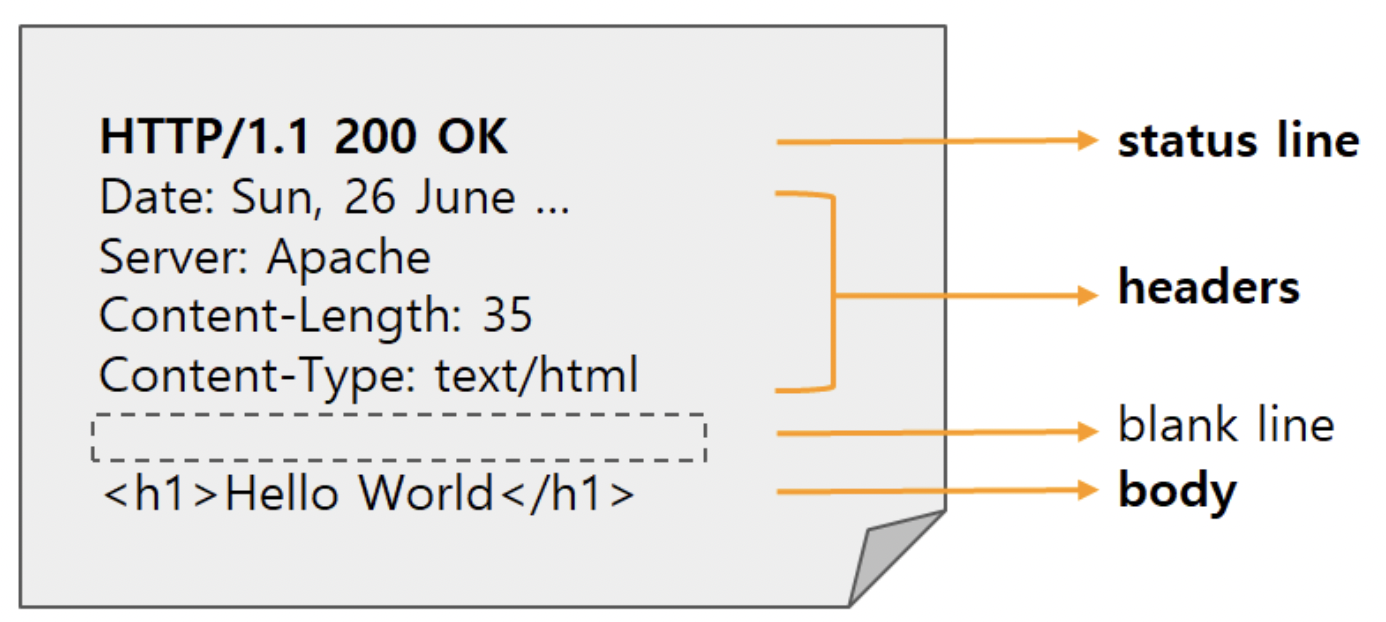 HTTP/1.1 200 OK
status line
Date: Sun, 26 June ...
Server: Apache
headers
Content-Length: 35
Content-Type: text/html
blank line
<h1>Hello World</h1>
body